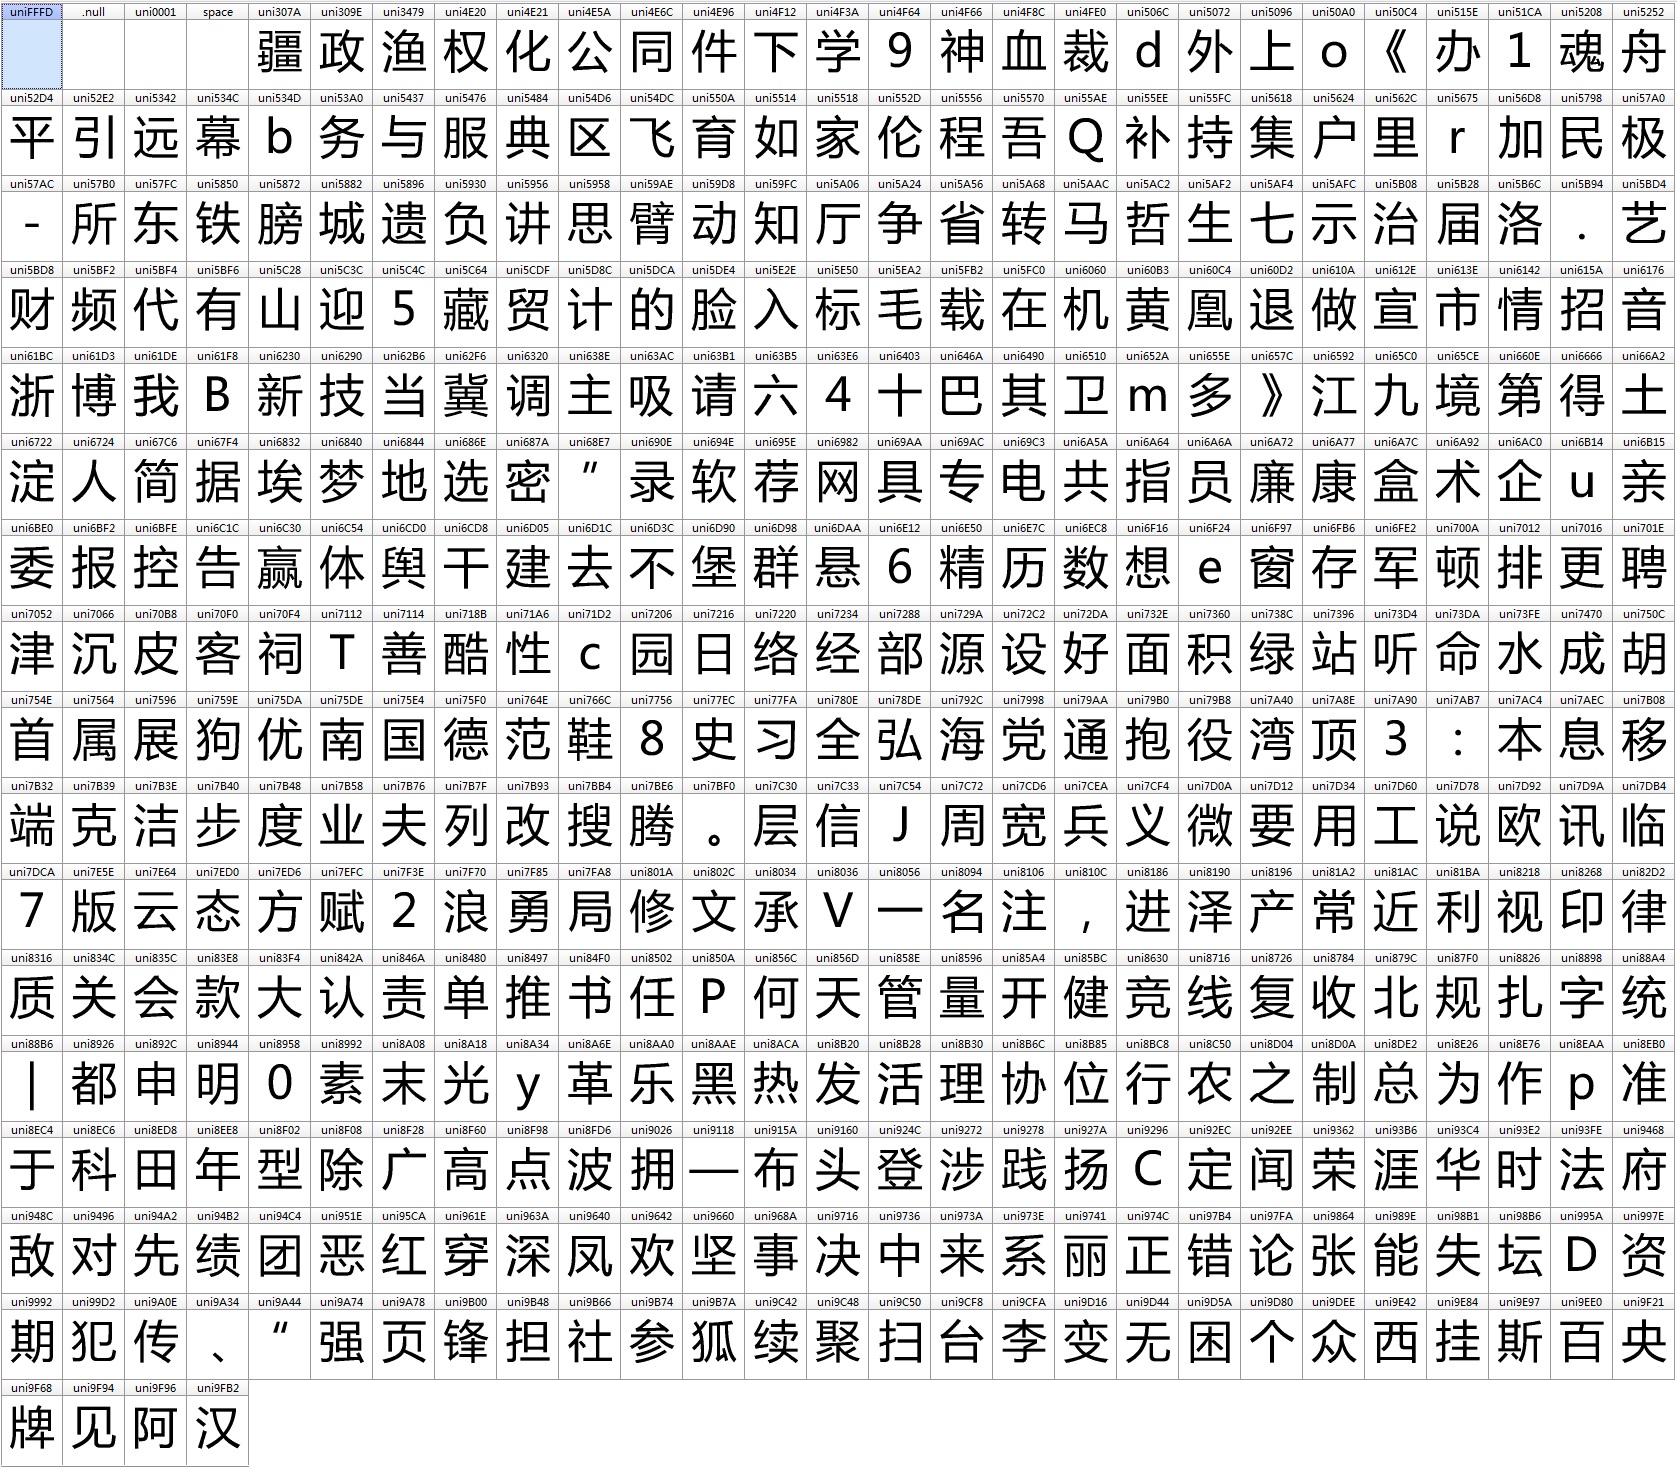 uniFFFD .null uni0001 space uni307A uni309E uni3479 uni4E20 uni4E21 uni4E5A uni4E6C uni4E96 uni4F12 uni4F3A uni4F64 uni4F66 uni4F8C uni4FE0 uni506C uni5072 uni5096 uni50A0 uni50C4 uni515E uni51CA uni5208 uni5252
疆 政 渔 权 化 公 同 件 下 学 9 神 血 裁 d 外 上 o 《 办 1 魂 舟
uni52D4 uni52E2 uni5342 uni534C uni534D uni53A0 uni5437 uni5476 uni5484 uni54D6 uni54DC uni550A uni5514 uni5518 uni552D uni5556 uni5570 uni55AE uni55EE uni55FC uni5618 uni5624 uni562C uni5675 uni56D8 uni5798 uni57A0
平 引 远 幕 b 务 与 服 典 区 飞 育 如 家 伦 程 吾 Q 补 持 集 户 里 r 加 民 极
uni57AC uni57B0 uni57FC uni5850 uni5872 uni5882 uni5896 uni5930 uni5956 uni5958 uni59AE uni59D8 uni59FC uni5A06 uni5A24 uni5A56 uni5A68 uni5AAC uni5AC2 uni5AF2 uni5AF4 uni5AFC uni5B08 uni5B28 uni5B6C uni5B94 uni5BD4
- 所 东 铁 膀 城 遗 负 讲 思 臂 动 知 厅 争 省 转 马 哲 生 七 示 治 届 洛 . 艺
uni5BD8 uni5BF2 uni5BF4 uni5BF6 uni5C28 uni5C3C uni5C4C uni5C64 uni5CDF uni5D8C uni5DCA uni5DE4 uni5E2E uni5E50 uni5EA2 uni5FB2 uni5FC0 uni6060 uni60B3 uni60C4 uni60D2 uni610A uni612E uni613E uni6142 uni615A uni6176
财 频 代 有 山 迎 5 藏 贸 计 的 脸 入 标 毛 载 在 机 黄 凰 退 做 宣 市 情 招 音
uni61BC uni61D3 uni61DE uni61F8 uni6230 uni6290 uni62B6 uni62F6 uni6320 uni638E uni63AC uni63B1 uni63B5 uni63E6 uni6403 uni646A uni6490 uni6510 uni652A uni655E uni657C uni6592 uni65C0 uni65CE uni660E uni6666 uni66A2
浙 博 我 B 新 技 当 冀 调 主 吸 请 六 4 十 巴 其 卫 m 多 》 江 九 境 第 得 土
uni6722 uni6724 uni67C6 uni67F4 uni6832 uni6840 uni6844 uni686E uni687A uni68E7 uni690E uni694E uni695E uni6982 uni69AA uni69AC uni69C3 uni6A5A uni6A64 uni6A6A uni6A72 uni6A77 uni6A7C uni6A92 uni6AC0 uni6B14 uni6B15
淀 人 简 据 埃 梦 地 选 密 ” 录 软 荐 网 具 专 电 共 指 员 廉 康 盒 术 企 u 亲
uni6BE0 uni6BF2 uni6BFE uni6C1C uni6C30 uni6C54 uni6CD0 uni6CD8 uni6D05 uni6D1C uni6D3C uni6D90 uni6D98 uni6DAA uni6E12 uni6E50 uni6E7C uni6EC8 uni6F16 uni6F24 uni6F97 uni6FB6 uni6FE2 uni700A uni7012 uni7016 uni701E
委 报 控 告 赢 体 舆 干 建 去 不 堡 群 悬 6 精 历 数 想 e 窗 存 军 顿 排 更 聘
uni7052 uni7066 uni70B8 uni70F0 uni70F4 uni7112 uni7114 uni718B uni71A6 uni71D2 uni7206 uni7216 uni7220 uni7234 uni7288 uni729A uni72C2 uni72DA uni732E uni7360 uni738C uni7396 uni73D4 uni73DA uni73FE uni7470 uni750C
津 沉 皮 客 祠 T 善 酷 性 c 园 日 络 经 部 源 设 好 面 积 绿 站 听 命 水 成 胡
uni754E uni7564 uni7596 uni759E uni75DA uni75DE uni75E4 uni75F0 uni764E uni766C uni7756 uni77EC uni77FA uni780E uni78DE uni792C uni7998 uni79AA uni79B0 uni79B8 uni7A40 uni7A8E uni7A90 uni7AB7 uni7AC4 uni7AEC uni7B08
首 属 展 狗 优 南 国 德 范 鞋 8 史 习 全 弘 海 党 通 抱 役 湾 顶 3 : 本 息 移
uni7B32 uni7B39 uni7B3E uni7B40 uni7B48 uni7B58 uni7B76 uni7B7F uni7B93 uni7BB4 uni7BE6 uni7BF0 uni7C30 uni7C33 uni7C54 uni7C72 uni7CD6 uni7CEA uni7CF4 uni7D0A uni7D12 uni7D34 uni7D60 uni7D78 uni7D92 uni7D9A uni7DB4
端 克 洁 步 度 业 夫 列 改 搜 腾 。 层 信 J 周 宽 兵 义 微 要 用 工 说 欧 讯 临
uni7DCA uni7E5E uni7E64 uni7ED0 uni7ED6 uni7EFC uni7F3E uni7F70 uni7F85 uni7FA8 uni801A uni802C uni8034 uni8036 uni8056 uni8094 uni8106 uni810C uni8186 uni8190 uni8196 uni81A2 uni81AC uni81BA uni8218 uni8268 uni82D2
7 版 云 态 方 赋 2 浪 勇 局 修 文 承 V 一 名 注 , 进 泽 产 常 近 利 视 印 律
uni8316 uni834C uni835C uni83E8 uni83F4 uni842A uni846A uni8480 uni8497 uni84F0 uni8502 uni850A uni856C uni856D uni858E uni8596 uni85A4 uni85BC uni8630 uni8716 uni8726 uni8784 uni879C uni87F0 uni8826 uni8898 uni88A4
质 关 会 款 大 认 责 单 推 书 任 P 何 天 管 量 开 健 竞 线 复 收 北 规 扎 字 统
uni88B6 uni8926 uni892C uni8944 uni8958 uni8992 uni8A08 uni8A18 uni8A34 uni8A6E uni8AA0 uni8AAE uni8ACA uni8B20 uni8B28 uni8B30 uni8B6C uni8B85 uni8BC8 uni8C50 uni8D04 uni8D0A uni8DE2 uni8E26 uni8E76 uni8EAA uni8EB0
| 都 申 明 0 素 末 光 y 革 乐 黑 热 发 活 理 协 位 行 农 之 制 总 为 作 p 准
uni8EC4 uni8EC6 uni8ED8 uni8EE8 uni8F02 uni8F08 uni8F28 uni8F60 uni8F98 uni8FD6 uni9026 uni9118 uni915A uni9160 uni924C uni9272 uni9278 uni927A uni9296 uni92EC uni92EE uni9362 uni93B6 uni93C4 uni93E2 uni93FE uni9468
于 科 田 年 型 除 广 高 点 波 拥 — 布 头 登 涉 践 扬 C 定 闻 荣 涯 华 时 法 府
uni948C uni9496 uni94A2 uni94B2 uni94C4 uni951E uni95CA uni961E uni963A uni9640 uni9642 uni9660 uni968A uni9716 uni9736 uni973A uni973E uni9741 uni974C uni97B4 uni97FA uni9864 uni989E uni98B1 uni98B6 uni995A uni997E
敌 对 先 绩 团 恶 红 穿 深 凤 欢 坚 事 决 中 来 系 丽 正 错 论 张 能 失 坛 D 资
uni9992 uni99D2 uni9A0E uni9A34 uni9A44 uni9A74 uni9A78 uni9B00 uni9B48 uni9B66 uni9B74 uni9B7A uni9C42 uni9C48 uni9C50 uni9CF8 uni9CFA uni9D16 uni9D44 uni9D5A uni9D80 uni9DEE uni9E42 uni9E84 uni9E97 uni9EE0 uni9F21
期 犯 传 、 “ 强 页 锋 担 社 参 狐 续 聚 扫 台 李 变 无 困 个 众 西 挂 斯 百 央
uni9F68 uni9F94 uni9F96 uni9FB2
牌 见 阿 汉